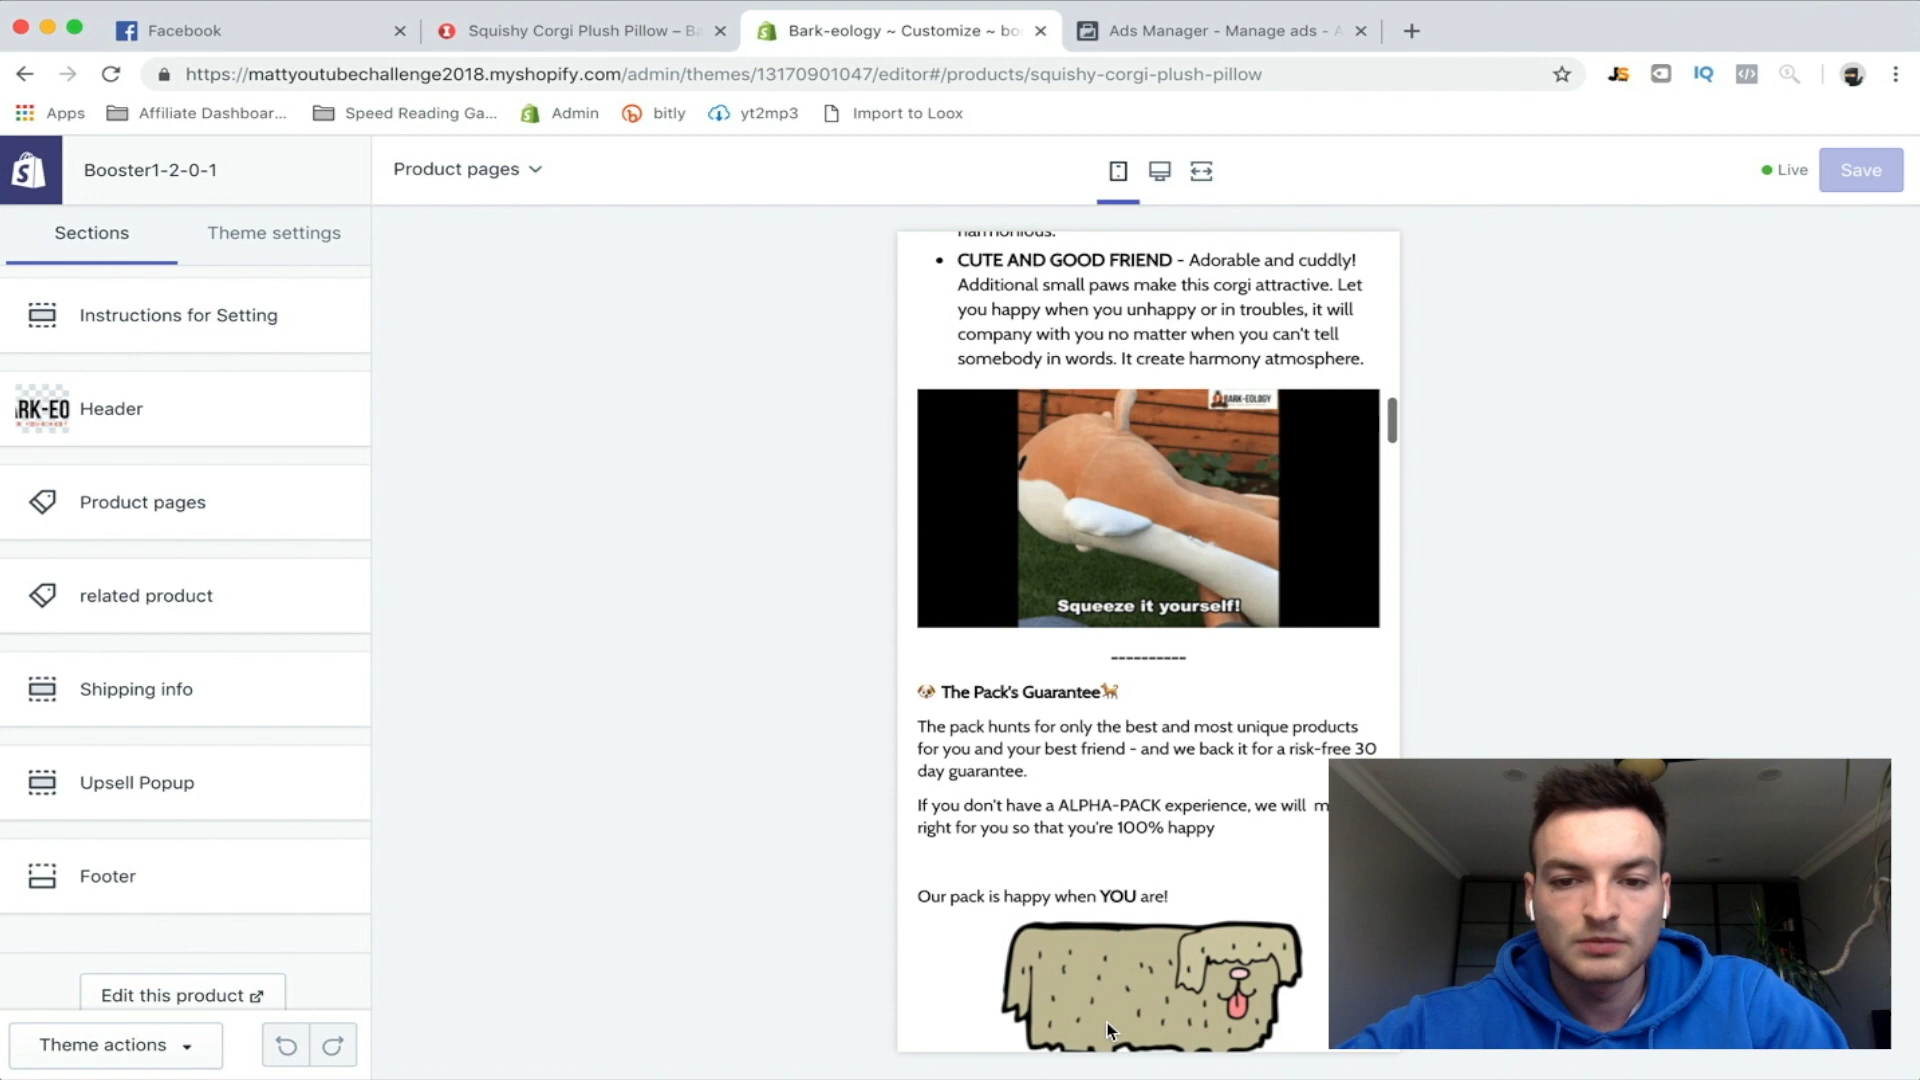 Facebook
Squishy Corgi Plush Pillow – Ba
Bark-eology ~ Customize ~ bo
Ads Manager - Manage ads - A
https://mattyoutubechallenge2018.myshopify.com/admin/themes/13170901047/editor#/products/squishy-corgi-plush-pillow
JS
IQ
Apps
Affiliate Dashboar...
Speed Reading Ga...
Admin
bitly
yt2mp3
Import to Loox
Booster1-2-0-1
Product pages
Live
Save
Sections
Theme settings
Instructions for Setting
ARK-EO
Header
Product pages
related product
Shipping info
Upsell Popup
Footer
Edit this product
Theme actions
harmonious.
• CUTE AND GOOD FRIEND - Adorable and cuddly!
Additional small paws make this corgi attractive. Let
you happy when you unhappy or in troubles, it will
company with you no matter when you can't tell
somebody in words. It create harmony atmosphere.
BARK-EOLOGY
Squeeze it yourself!
----------
The Pack's Guarantee
The pack hunts for only the best and most unique products
for you and your best friend - and we back it for a risk-free 30
day guarantee.
If you don't have a ALPHA-PACK experience, we will m
right for you so that you're 100% happy
Our pack is happy when YOU are!